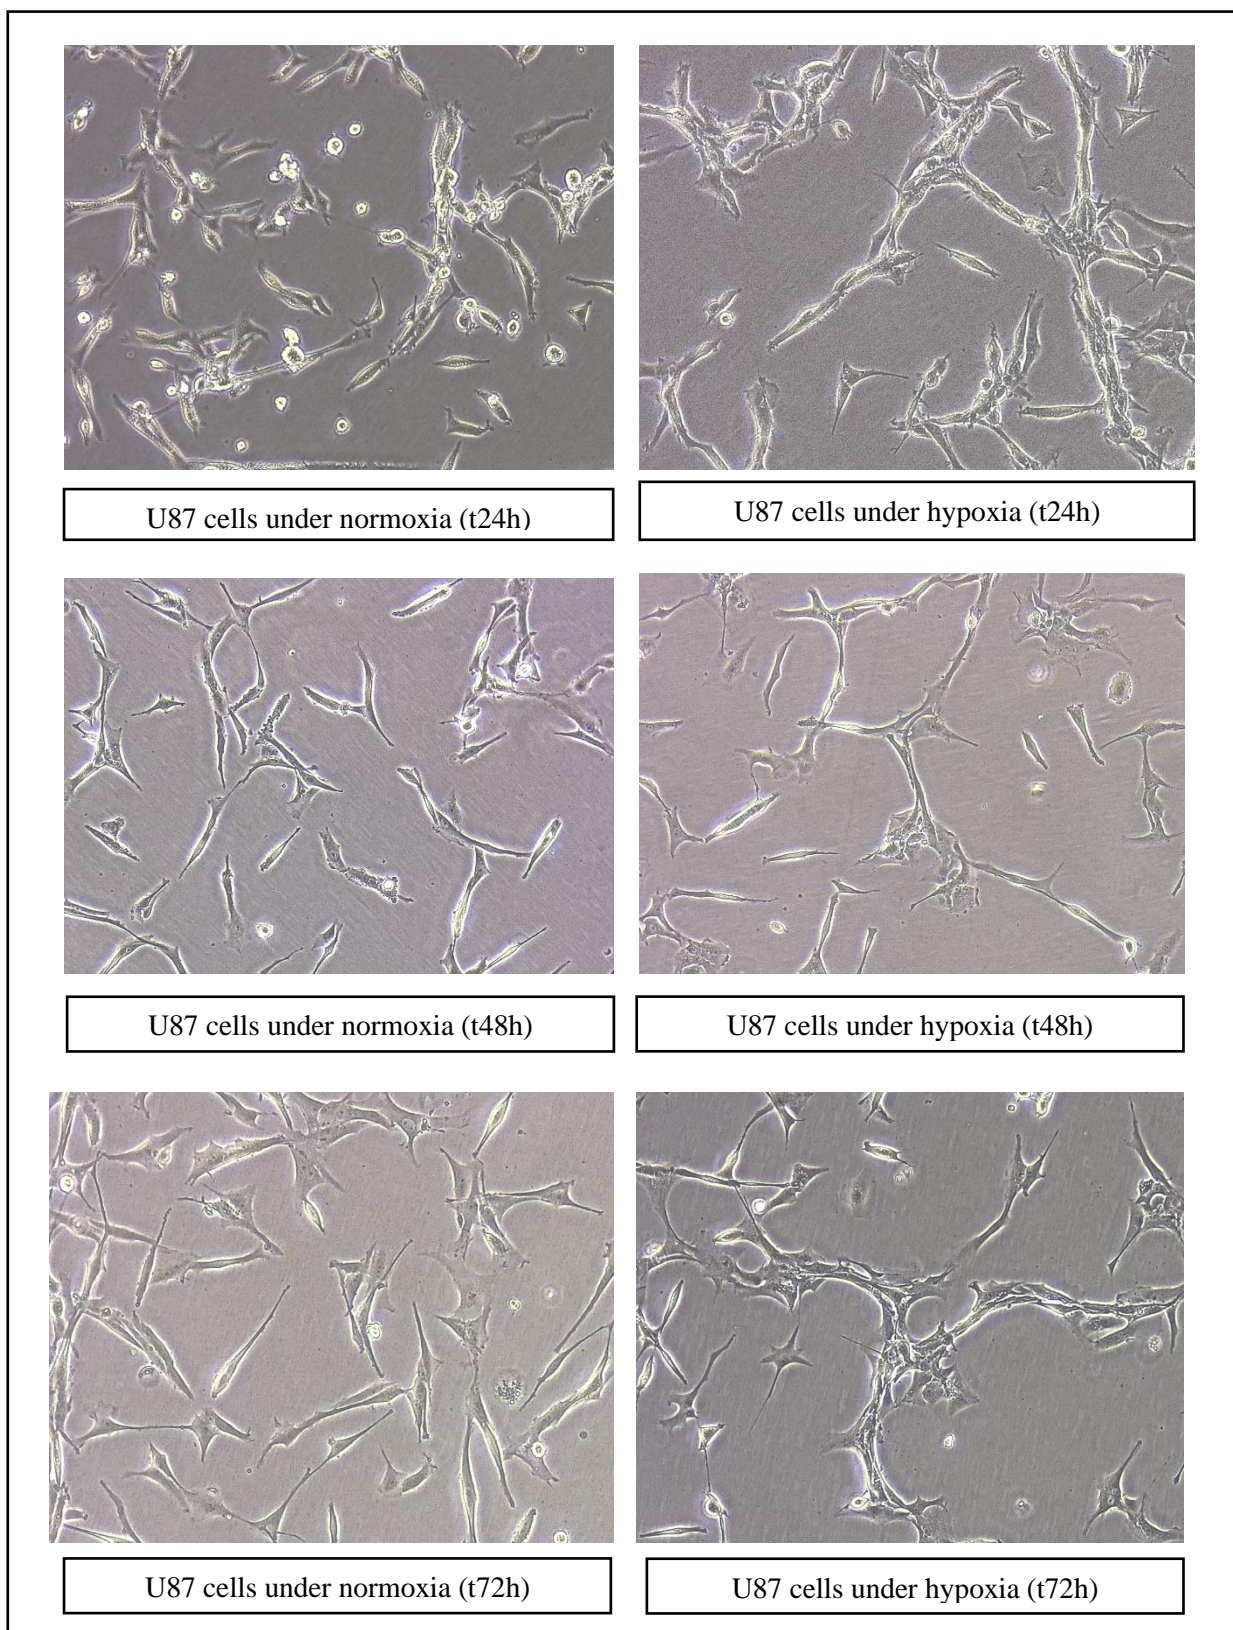 U87 cells under normoxia (t24h)
U87 cells under hypoxia (t24h)
U87 cells under normoxia (t48h)
U87 cells under hypoxia (t48h)
U87 cells under normoxia (t72h)
U87 cells under hypoxia (t72h)